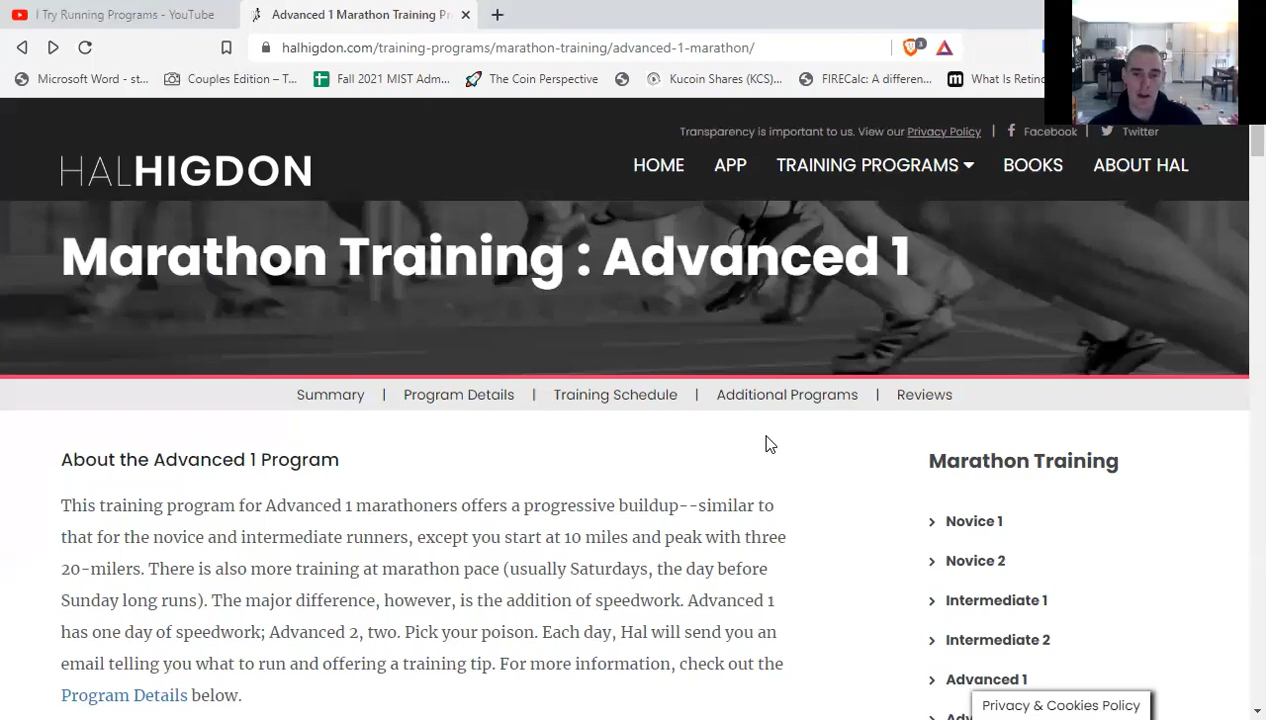 I Try Running Programs - YouTube
Advanced 1 Marathon Training Pr
halhigdon.com/training-programs/marathon-training/advanced-1-marathon/
Microsoft Word - st...
Couples Edition – T...
Fall 2021 MIST Adm...
The Coin Perspective
Kucoin Shares (KCS)...
FIRECalc: A differen...
What Is Retin
Transparency is important to us. View our Privacy Policy | Facebook | Twitter
HALHIGDON
HOME APP TRAINING PROGRAMS BOOKS ABOUT HAL
Marathon Training : Advanced 1
Summary | Program Details | Training Schedule | Additional Programs | Reviews
About the Advanced 1 Program
This training program for Advanced 1 marathoners offers a progressive buildup--similar to
that for the novice and intermediate runners, except you start at 10 miles and peak with three
20-milers. There is also more training at marathon pace (usually Saturdays, the day before
Sunday long runs). The major difference, however, is the addition of speedwork. Advanced 1
has one day of speedwork; Advanced 2, two. Pick your poison. Each day, Hal will send you an
email telling you what to run and offering a training tip. For more information, check out the
Program Details below.
Marathon Training
Novice 1
Novice 2
Intermediate 1
Intermediate 2
Advanced 1
Privacy & Cookies Policy